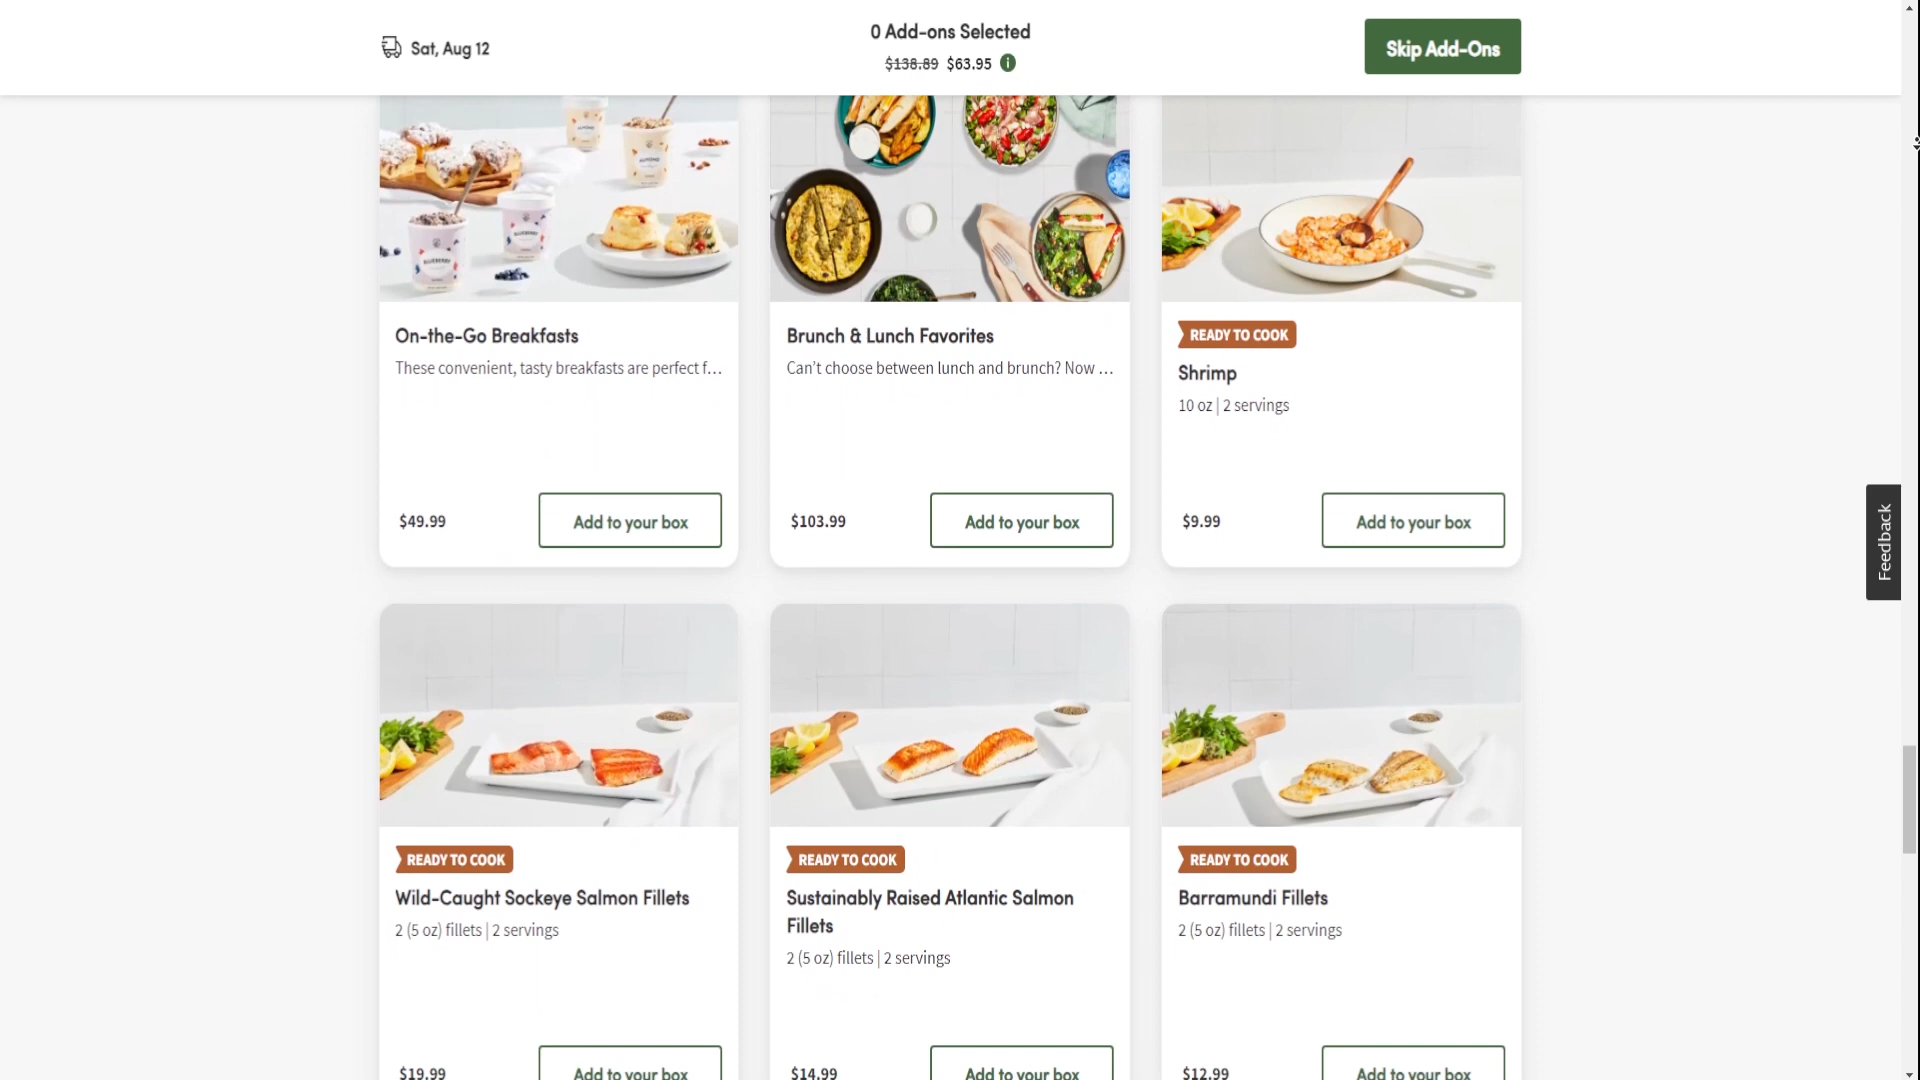 Sat, Aug 12
0 Add-ons Selected
$138.89 $63.95 i
Skip Add-Ons
ALMOND
BLUEBERRY
BLUEBERRY
On-the-Go Breakfasts
These convenient, tasty breakfasts are perfect f...
$49.99
Add to your box
Brunch & Lunch Favorites
Can't choose between lunch and brunch? Now ...
$103.99
Add to your box
READY TO COOK
Shrimp
10 oz | 2 servings
$9.99
Add to your box
Feedback
READY TO COOK
Wild-Caught Sockeye Salmon Fillets
2 (5 oz) fillets | 2 servings
$19.99
Add to your box
READY TO COOK
Sustainably Raised Atlantic Salmon
Fillets
2 (5 oz) fillets | 2 servings
$14.99
Add to your box
READY TO COOK
Barramundi Fillets
2 (5 oz) fillets | 2 servings
$12.99
Add to your box